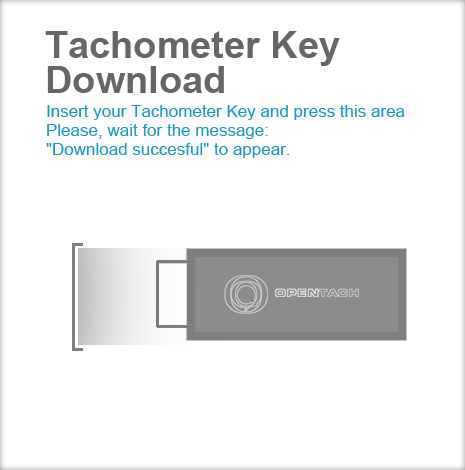 Tachometer Key
Download
Insert your Tachometer Key and press this area
Please, wait for the message:
"Download succesful" to appear.
OPENTACH